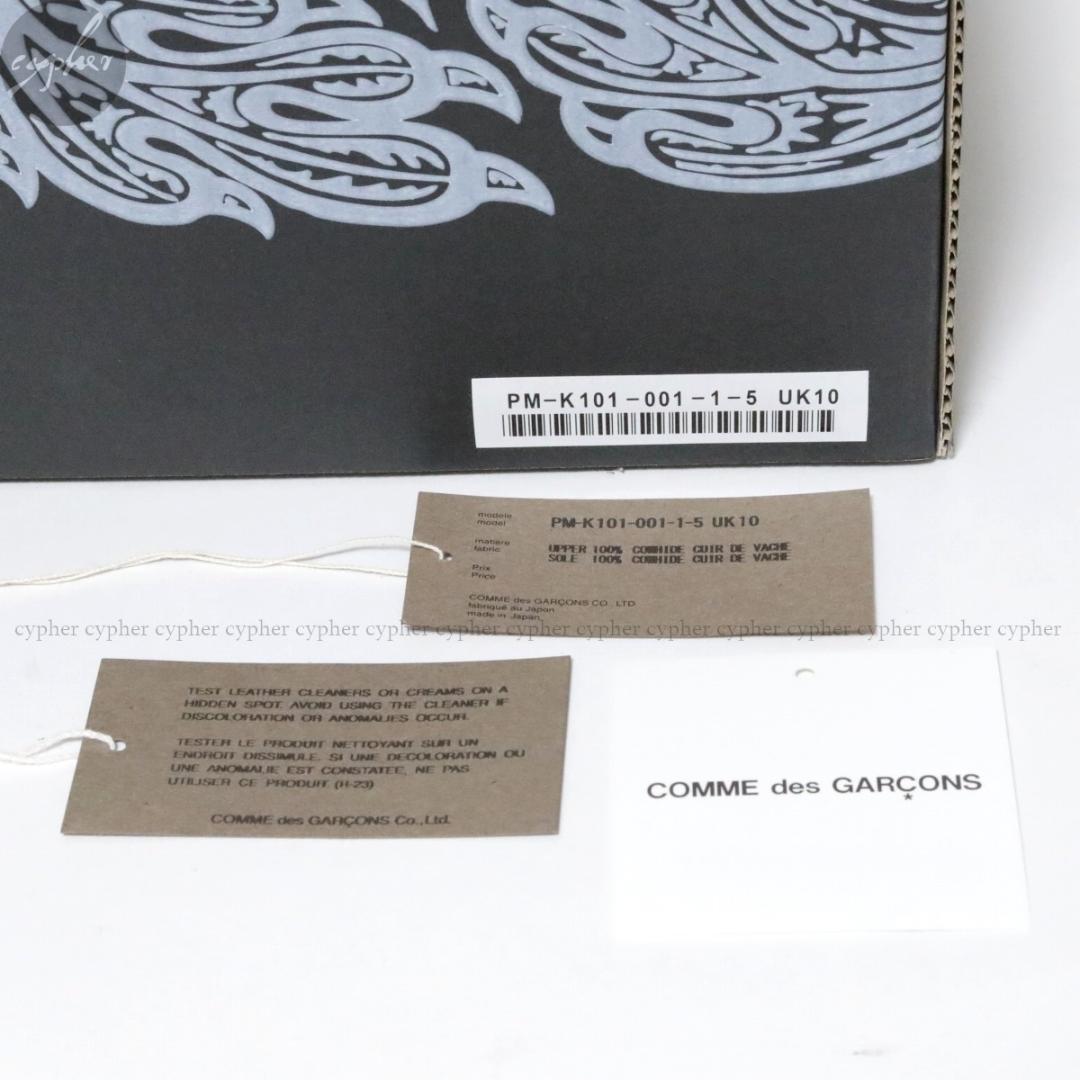 cypher
PM-K101-001-1-5 UK10
modele
model
PM-K101-001-1-5 UK10
matiere
fabric
UPPER 100% COWHIDE CUIR DE VACHE
SOLE 100% COWHIDE CUIR DE VACHE
Prix
Price
COMME des GARÇONS CO., LTD
fabriqué au Japon
made in Japan.
cypher cypher cypher cypher cypher cypher cypher cypher cypher cypher cypher cypher cypher cypher cypher
TEST LEATHER CLEANERS OR CREAMS ON A
HIDDEN SPOT. AVOID USING THE CLEANER IF
DISCOLORATION OR ANOMALIES OCCUR.
TESTER LE PRODUIT NETTOYANT SUR UN
ENDROIT DISSIMULE. SI UNE DECOLORATION OU
UNE ANOMALIE EST CONSTATEE, NE PAS
UTILISER CE PRODUIT (H-23)
COMME des GARÇONS Co.,Ltd.
COMME des GARÇONS
*